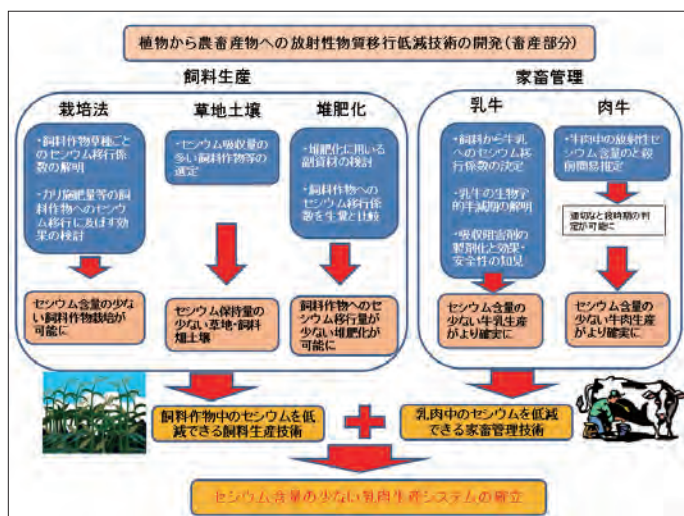 植物から農畜産物への放射性物質移行低減技術の開発（畜産部分）
飼料生産
家畜管理
栽培法
草地土壌
堆肥化
乳牛
肉牛
・飼料作物草種ごと
のセシウム移行係
数の解明
・カリ施肥量等の飼
料作物へのセシウ
ム移行に及ぼす効
果の検討
・セシウム吸収量の
多い飼料作物等の
選定
・堆肥化に用いる
副資材の検討
・飼料作物へのセ
シウム移行係
数を生糞と比較
・飼料から牛乳
へのセシウム移
行係数の決定
・乳牛の生物学
的半減期の解明
・吸収阻害剤の
製剤化と効果・
安全性の知見
・牛肉中の放射性セ
シウム含量のと殺
前簡易推定
適切なと殺時期の判
定が可能に
セシウム含量の少な
い飼料作物栽培が
可能に
セシウム保持量の
少ない草地・飼料
畑土壌
飼料作物へのセ
シウム移行量が
少ない堆肥化が
可能に
セシウム含量の
少ない牛乳生産
がより確実に
セシウム含量の
少ない牛肉生産
がより確実に
飼料作物中のセシウムを低
減できる飼料生産技術
乳肉中のセシウムを低減
できる家畜管理技術
セシウム含量の少ない乳肉生産システムの確立